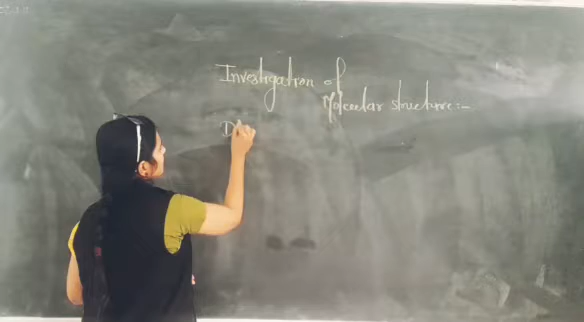 Investigation of
Molecular structure:-
D